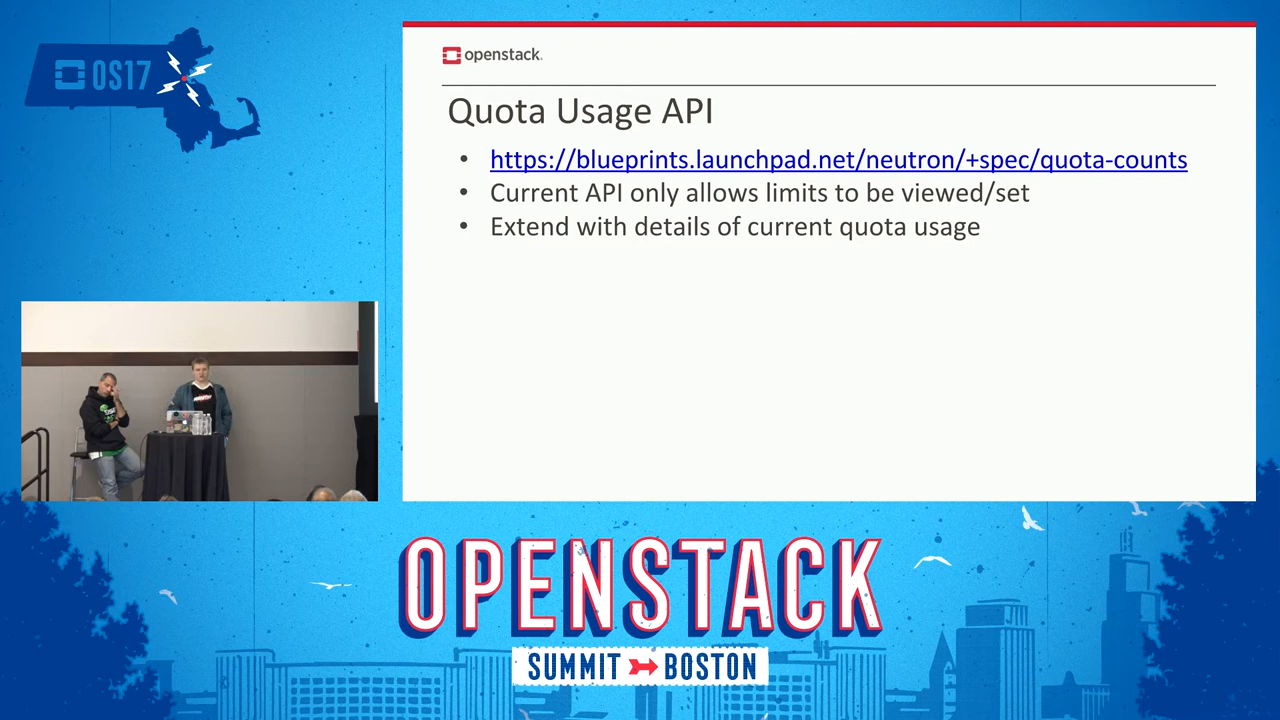 OS17
openstack.
Quota Usage API
• https://blueprints.launchpad.net/neutron/+spec/quota-counts
• Current API only allows limits to be viewed/set
• Extend with details of current quota usage
OPENSTACK
SUMMIT BOSTON